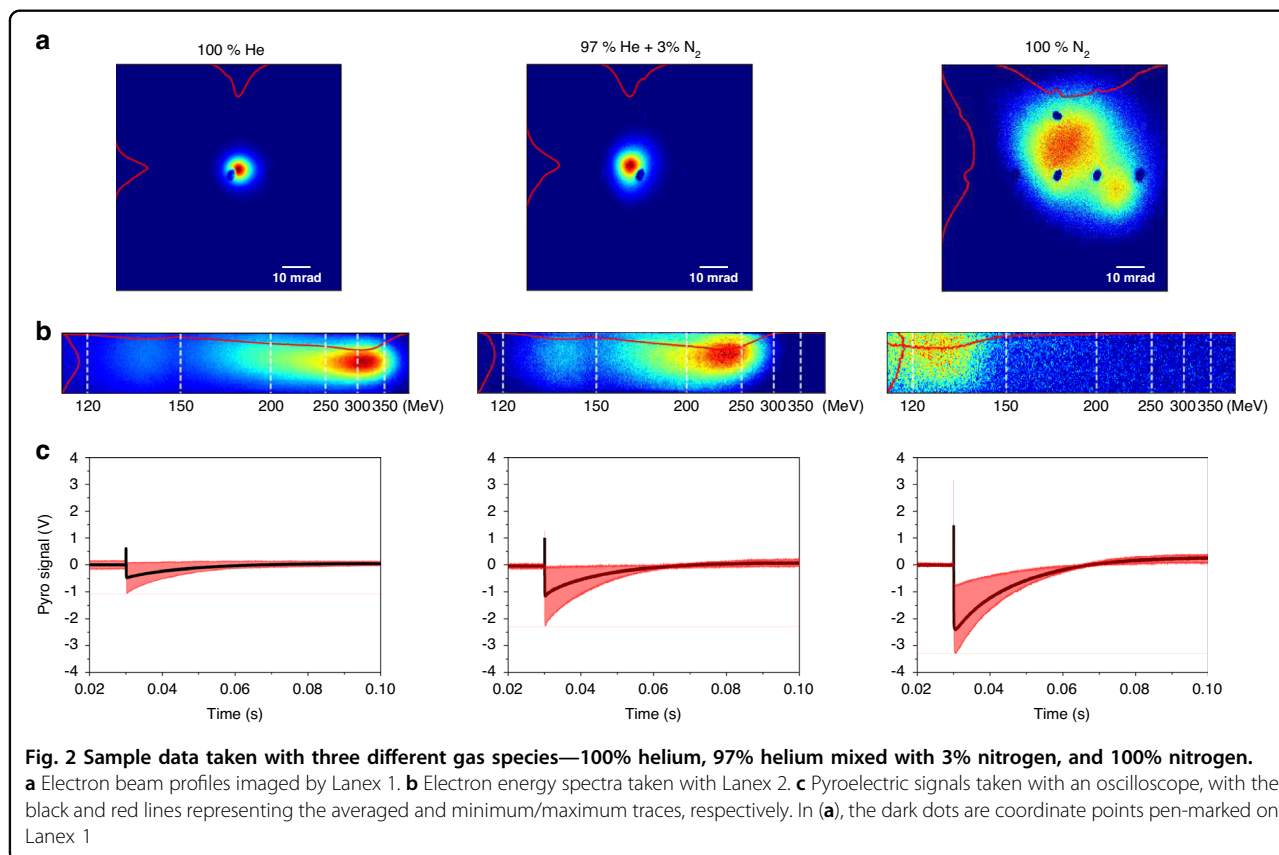 a
100 % He
97 % He + 3% N₂
100 % N₂
10 mrad
10 mrad
10 mrad
b
120 150 200 250 300 350 (MeV)
120 150 200 250 300 350 (MeV)
120 150 200 250 300 350 (MeV)
c
Pyro signal (V)
4
3
2
1
0
-1
-2
-3
-4
0.02 0.04 0.06 0.08 0.10
Time (s)
4
3
2
1
0
-1
-2
-3
-4
0.02 0.04 0.06 0.08 0.10
Time (s)
4
3
2
1
0
-1
-2
-3
-4
0.02 0.04 0.06 0.08 0.10
Time (s)
Fig. 2 Sample data taken with three different gas species—100% helium, 97% helium mixed with 3% nitrogen, and 100% nitrogen.
a Electron beam profiles imaged by Lanex 1. b Electron energy spectra taken with Lanex 2. c Pyroelectric signals taken with an oscilloscope, with the
black and red lines representing the averaged and minimum/maximum traces, respectively. In (a), the dark dots are coordinate points pen-marked on
Lanex 1